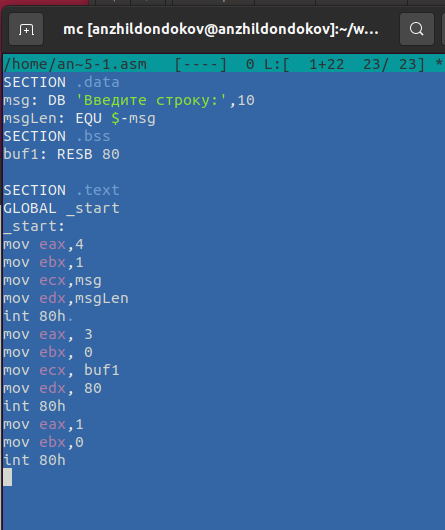 mc [anzhildondokov@anzhildondokov]:~/w...
/home/an~5-1.asm   [----]  0 L:[  1+22  23/ 23] *
SECTION .data
msg: DB 'Введите строку:',10
msgLen: EQU $-msg
SECTION .bss
buf1: RESB 80

SECTION .text
GLOBAL _start
_start:
mov eax,4
mov ebx,1
mov ecx,msg
mov edx,msgLen
int 80h.
mov eax, 3
mov ebx, 0
mov ecx, buf1
mov edx, 80
int 80h
mov eax,1
mov ebx,0
int 80h